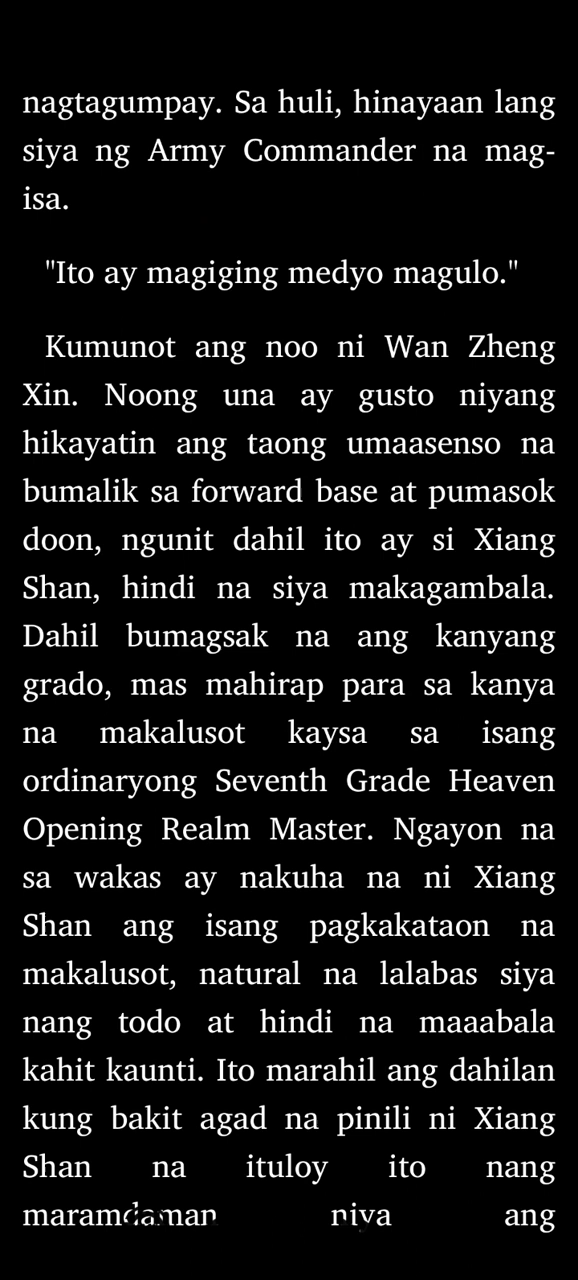 nagtagumpay. Sa huli, hinayaan lang
siya ng Army Commander na mag-
isa.
"Ito ay magiging medyo magulo."
Kumunot ang noo ni Wan Zheng
Xin. Noong una ay gusto niyang
hikayatin ang taong umaasenso na
bumalik sa forward base at pumasok
doon, ngunit dahil ito ay si Xiang
Shan, hindi na siya makagambala.
Dahil bumagsak na ang kanyang
grado, mas mahirap para sa kanya
na makalusot kaysa sa isang
ordinaryong Seventh Grade Heaven
Opening Realm Master. Ngayon na
sa wakas ay nakuha na ni Xiang
Shan ang isang pagkakataon na
makalusot, natural na lalabas siya
nang todo at hindi na maaabala
kahit kaunti. Ito marahil ang dahilan
kung bakit agad na pinili ni Xiang
Shan na ituloy ito nang
maramdaman niya ang